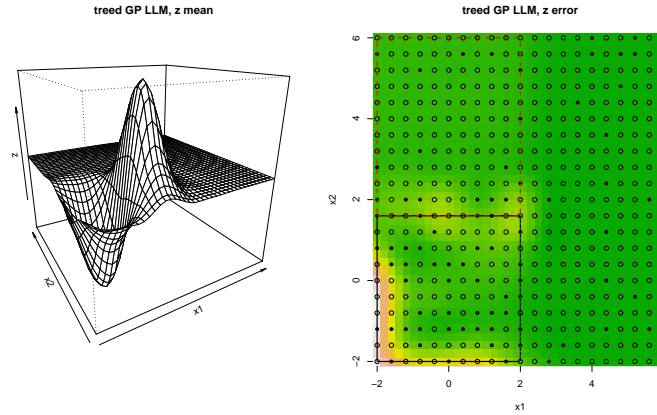 treed GP LLM, z mean
z
x2
x1
treed GP LLM, z error
x2
6
4
2
0
−2
−2
0
2
4
x1